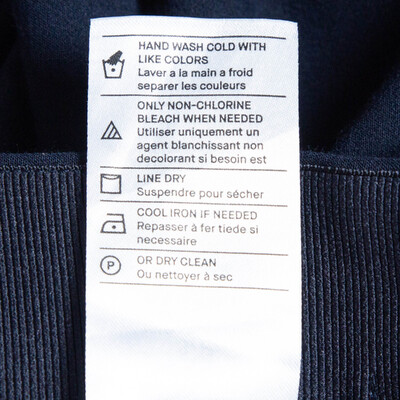 HAND WASH COLD WITH
LIKE COLORS
Laver a la main a froid
separer les couleurs
ONLY NON-CHLORINE
BLEACH WHEN NEEDED
Utiliser uniquement un
agent blanchissant non
decolorant si besoin est
LINE DRY
Suspendre pour sécher
COOL IRON IF NEEDED
Repasser à fer tiede si
necessaire
P
OR DRY CLEAN
Ou nettoyer à sec